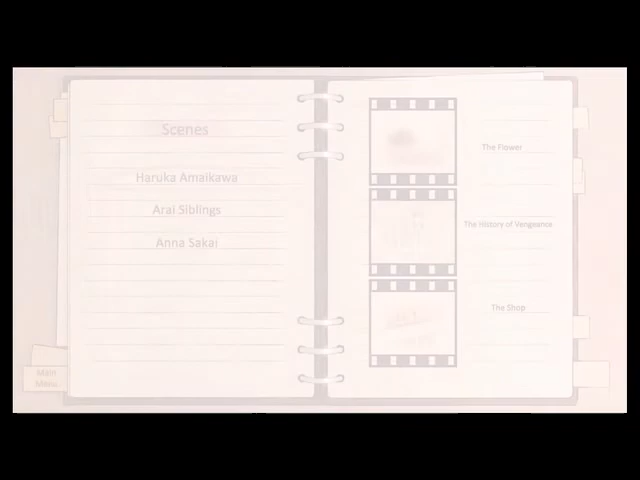 Scenes
Haruka Amaikawa
Arai Siblings
Anna Sakai
Main
Menu
The Flower
The History of Vengeance
The Shop